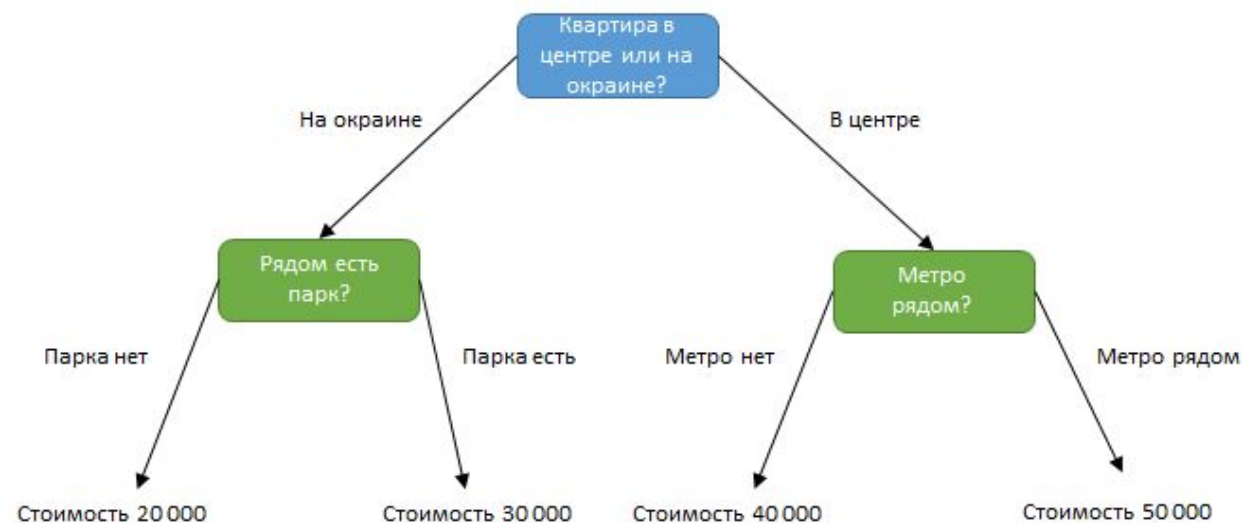 Квартира в
центре или на
окраине?
На окраине
В центре
Рядом есть
парк?
Метро
рядом?
Парка нет
Парка есть
Метро нет
Метро рядом
Стоимость 20 000
Стоимость 30 000
Стоимость 40 000
Стоимость 50 000